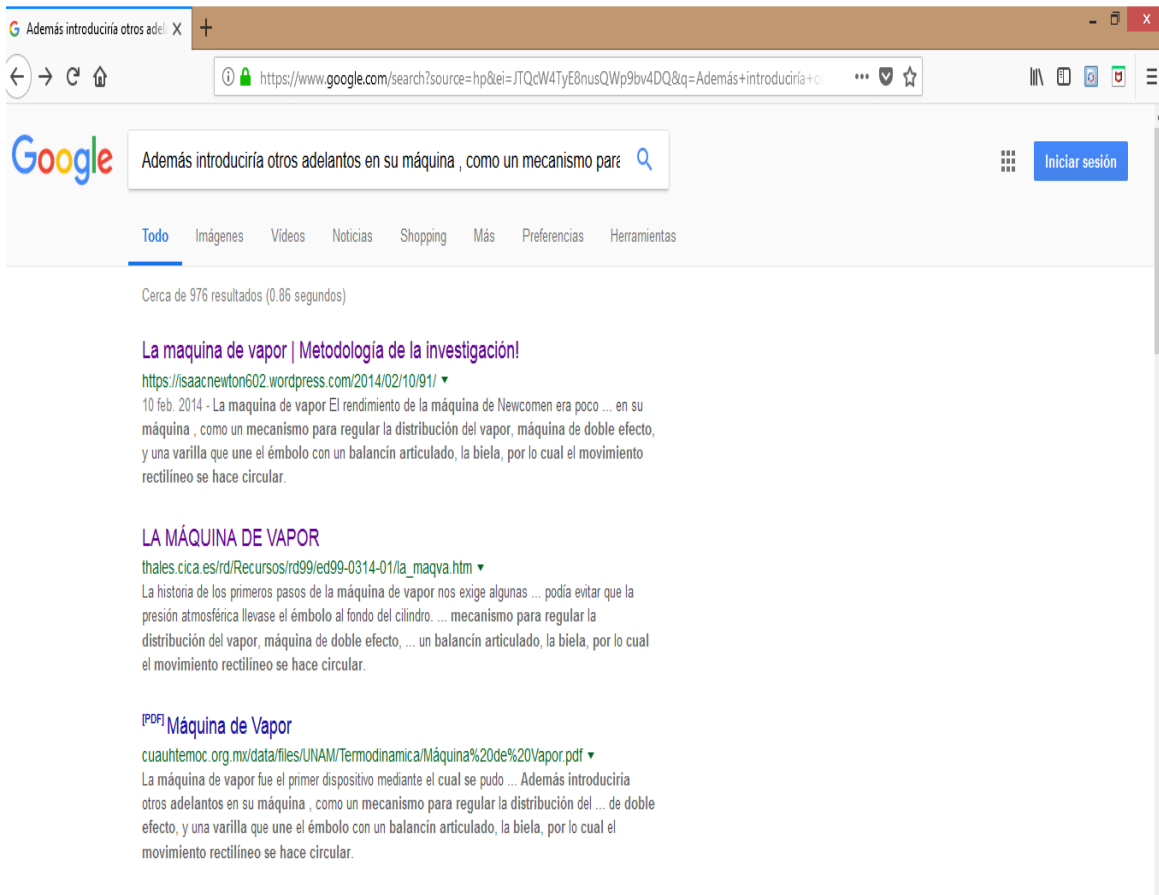 Además introduciría otros adel
https://www.google.com/search?source=hp&ei=JTQcW4TyE8nusQWp9bv4DQ&q=Además+introduciría+o
Google
Además introduciría otros adelantos en su máquina , como un mecanismo para
Iniciar sesión
Todo Imágenes Vídeos Noticias Shopping Más Preferencias Herramientas
Cerca de 976 resultados (0.86 segundos)
La maquina de vapor | Metodología de la investigación!
https://isaacnewton602.wordpress.com/2014/02/10/91/
10 feb. 2014 - La maquina de vapor El rendimiento de la máquina de Newcomen era poco ... en su
máquina , como un mecanismo para regular la distribución del vapor, máquina de doble efecto,
y una varilla que une el émbolo con un balancín articulado, la biela, por lo cual el movimiento
rectilíneo se hace circular.
LA MÁQUINA DE VAPOR
thales.cica.es/rd/Recursos/rd99/ed99-0314-01/la_maqva.htm
La historia de los primeros pasos de la máquina de vapor nos exige algunas ... podía evitar que la
presión atmosférica llevase el émbolo al fondo del cilindro. ... mecanismo para regular la
distribución del vapor, máquina de doble efecto, ... un balancín articulado, la biela, por lo cual
el movimiento rectilíneo se hace circular.
[PDF] Máquina de Vapor
cuauhtemoc.org.mx/data/files/UNAM/Termodinamica/Máquina%20de%20Vapor.pdf
La máquina de vapor fue el primer dispositivo mediante el cual se pudo ... Además introduciría
otros adelantos en su máquina , como un mecanismo para regular la distribución del ... de doble
efecto, y una varilla que une el émbolo con un balancín articulado, la biela, por lo cual el
movimiento rectilíneo se hace circular.